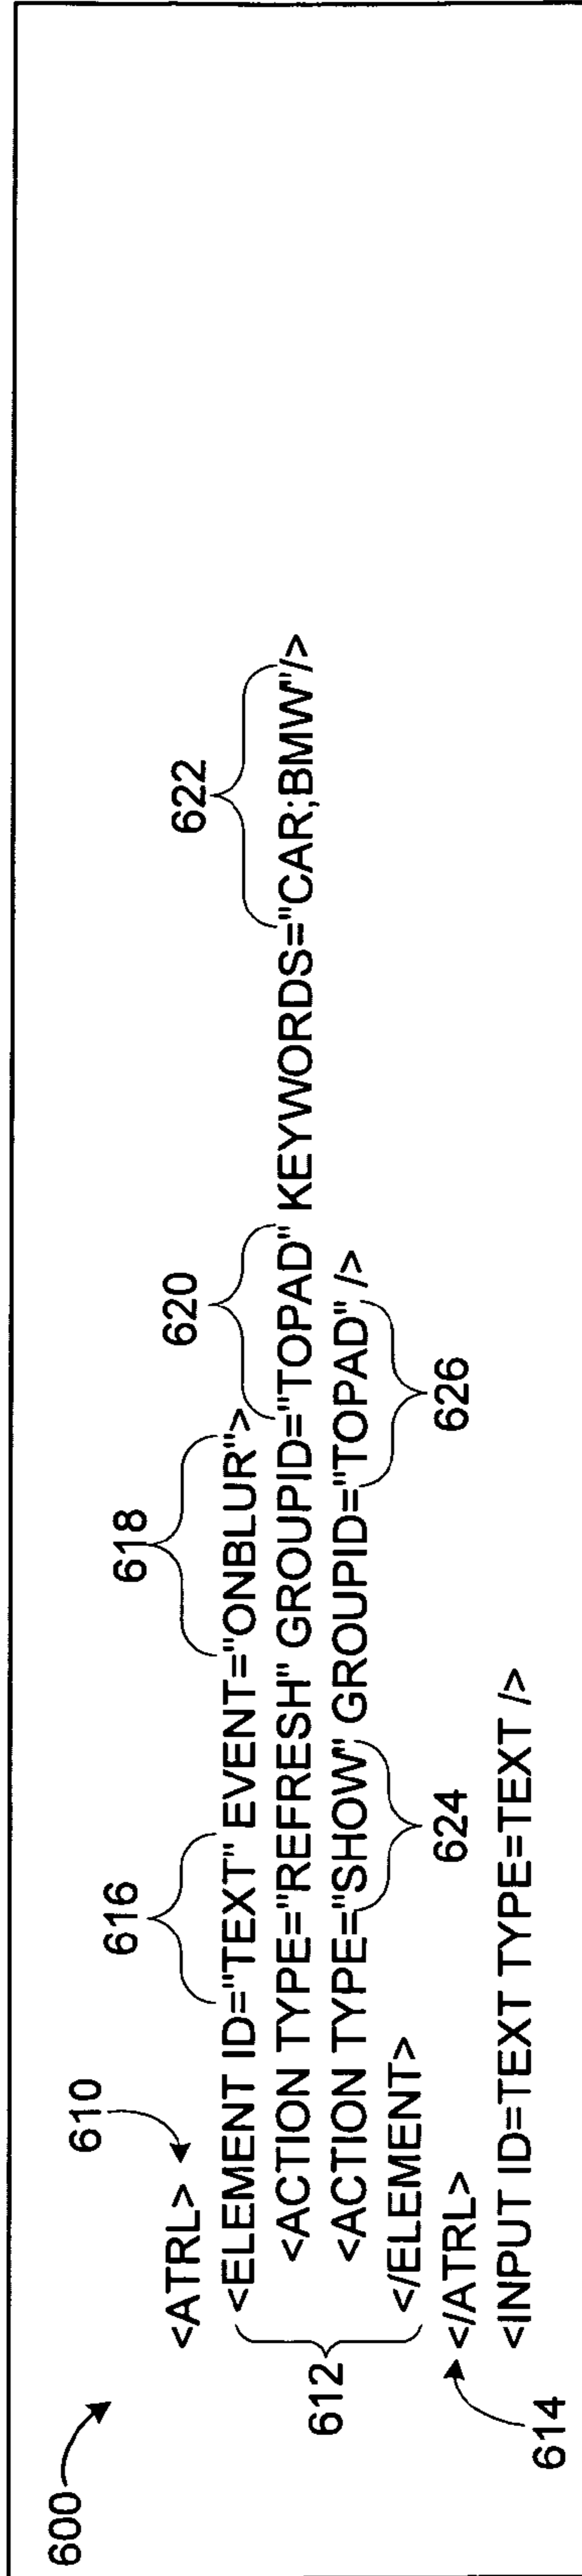 600
610
<ATRL>
616
618
<ELEMENT ID="TEXT" EVENT="ONBLUR">
620
622
<ACTION TYPE="REFRESH" GROUPID="TOPAD" KEYWORDS="CAR;BMW"/>
612
<ACTION TYPE="SHOW" GROUPID="TOPAD" />
624
626
</ELEMENT>
</ATRL>
614
<INPUT ID=TEXT TYPE=TEXT />